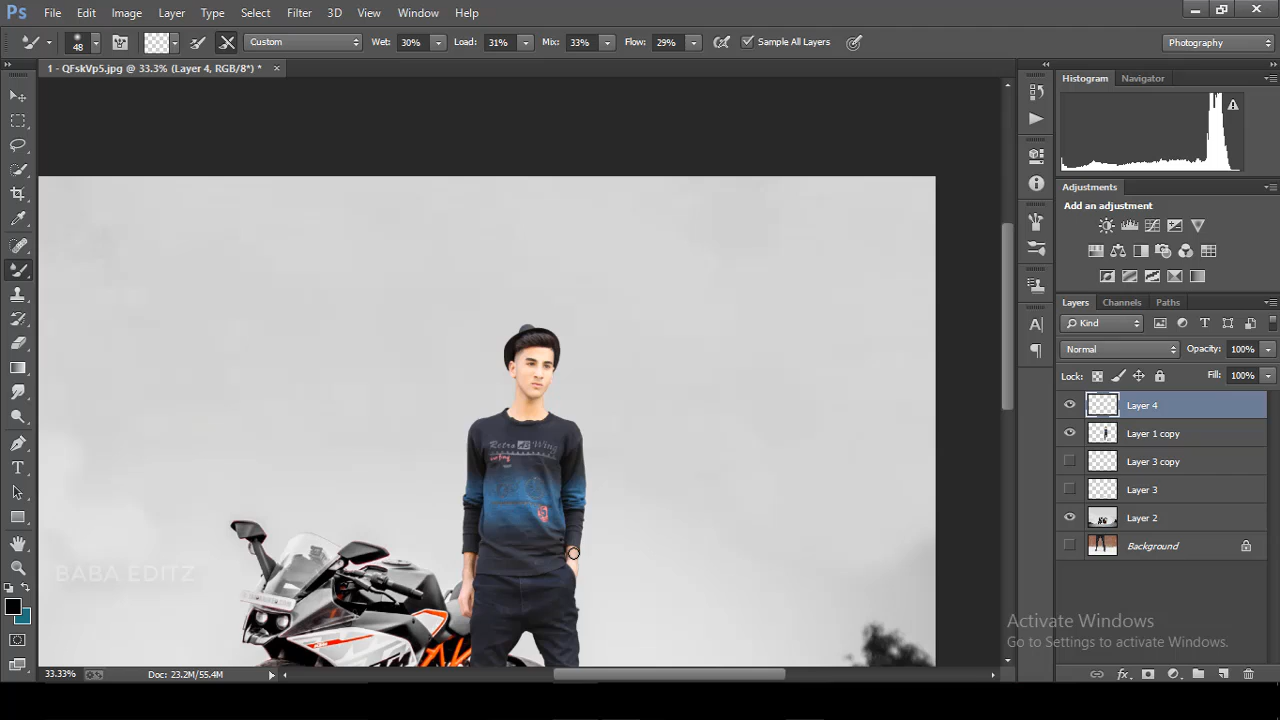 Ps File Edit Image Layer Type Select Filter 3D View Window Help
48 Custom Wet: 30% Load: 31% Mix: 33% Flow: 29% Sample All Layers Photography
1 - QFskVp5.jpg @ 33.3% (Layer 4, RGB/8*) *
Histogram Navigator
Adjustments
Add an adjustment
Layers Channels Paths
Kind
Normal Opacity: 100%
Lock: Fill: 100%
Layer 4
Layer 1 copy
Layer 3 copy
Layer 3
Layer 2
Background
Retro A3 Wing
BABA EDITZ
Activate Windows
Go to Settings to activate Windows.
33.33% Doc: 23.2M/55.4M